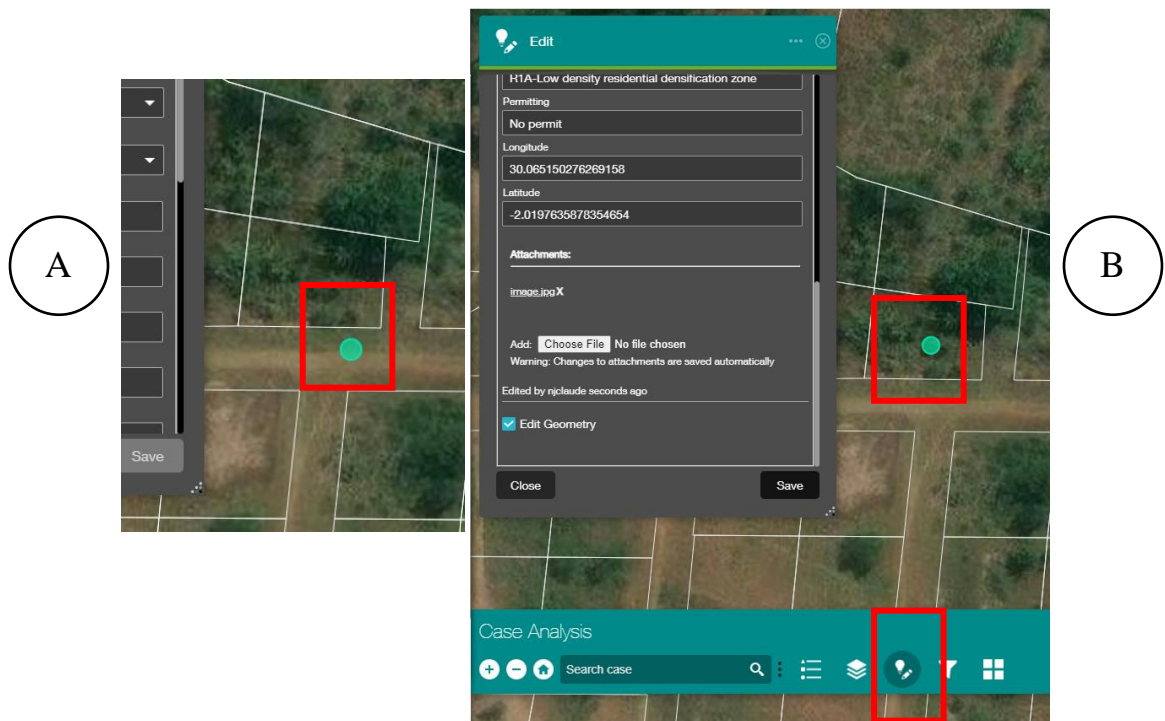 A
Save
Edit
R1A-Low density residential densification zone
Permitting
No permit
Longitude
30.065150276269158
Latitude
-2.0197635878354654
Attachments:
image.jpg X
Add: Choose File No file chosen
Warning: Changes to attachments are saved automatically
Edited by njclaude seconds ago
Edit Geometry
Close Save
B
Case Analysis
Search case